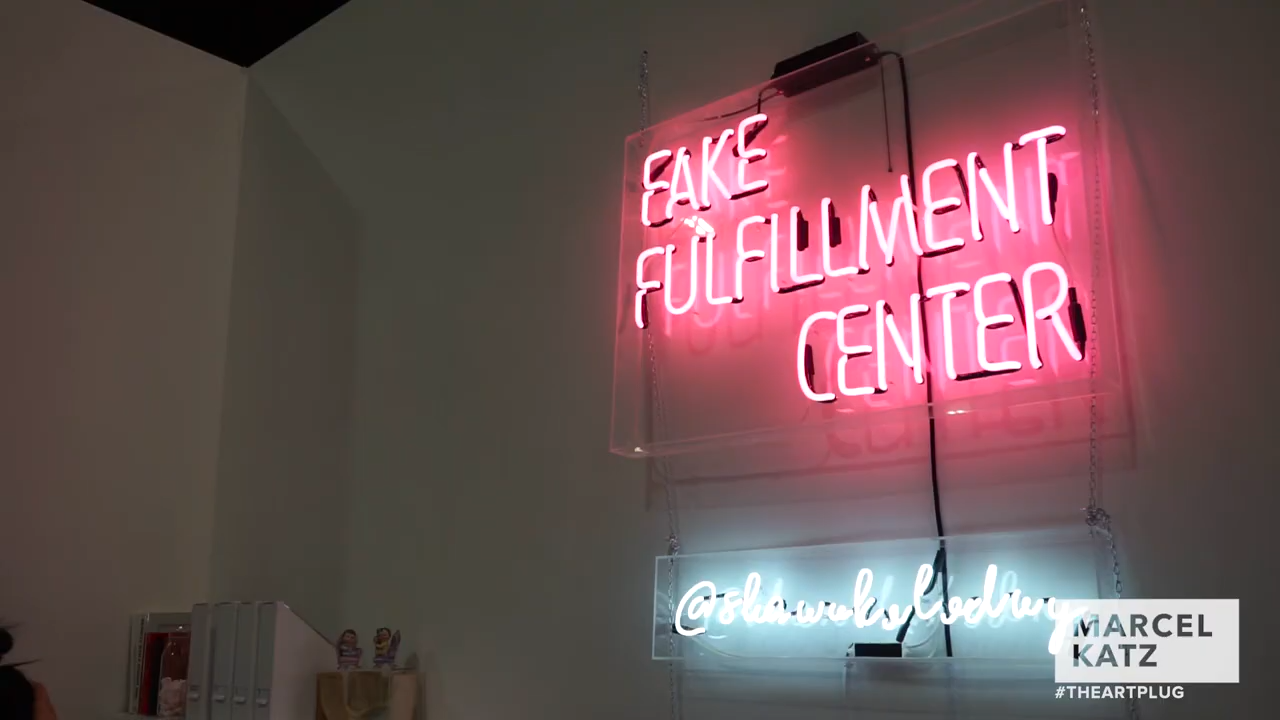 FAKE
FULFILLMENT
CENTER
MARCEL
KATZ
#THEARTPLUG